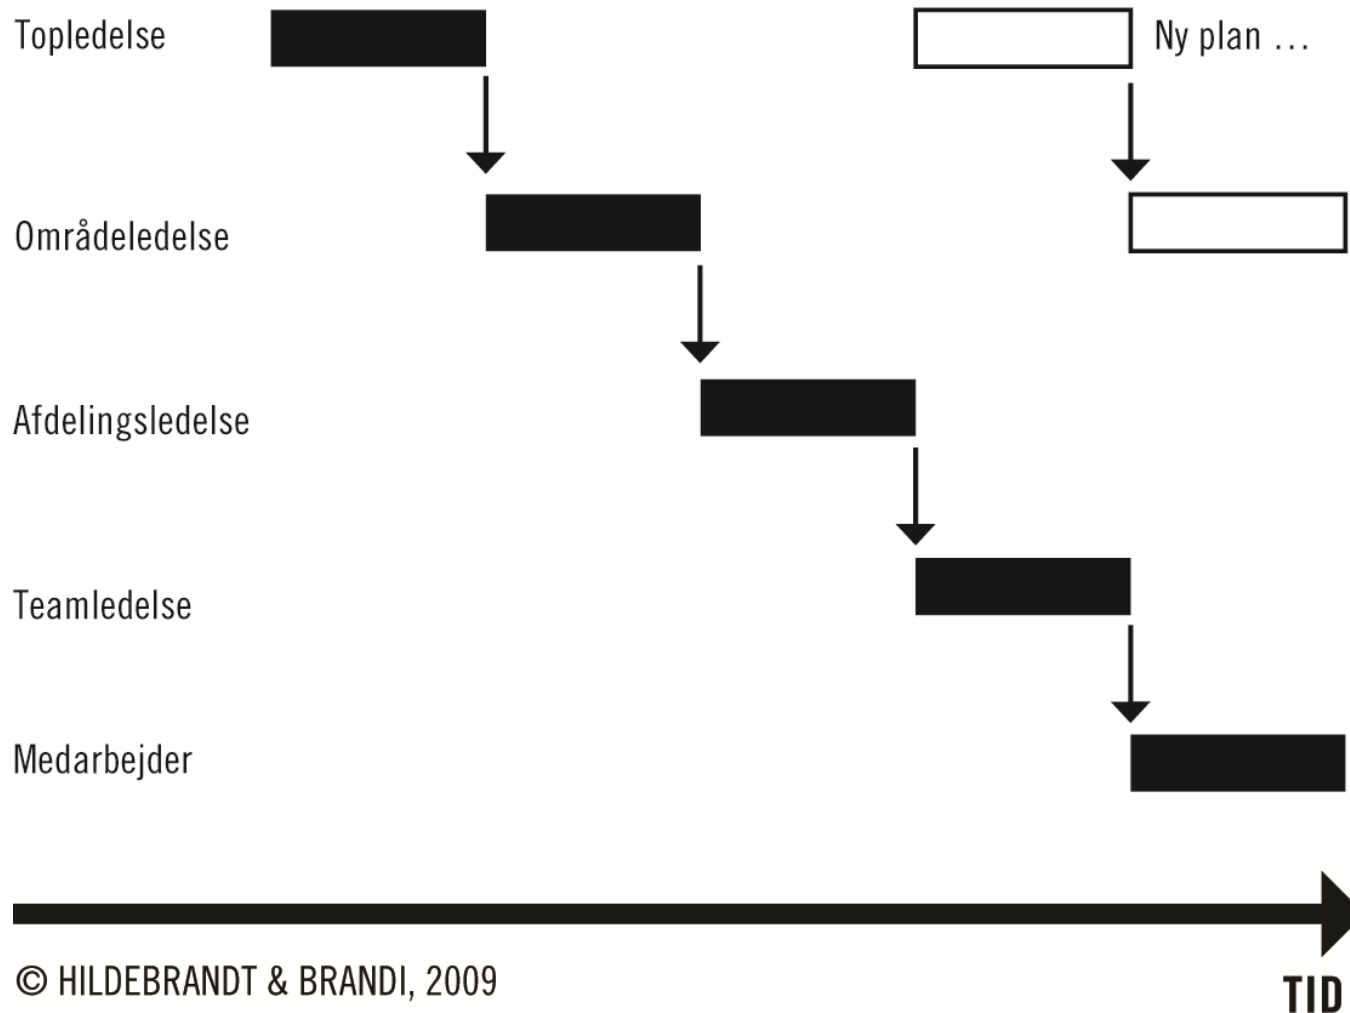 Topledelse
Ny plan ...
Områdeledelse
Afdelingsledelse
Teamledelse
Medarbejder
© HILDEBRANDT & BRANDI, 2009
TID